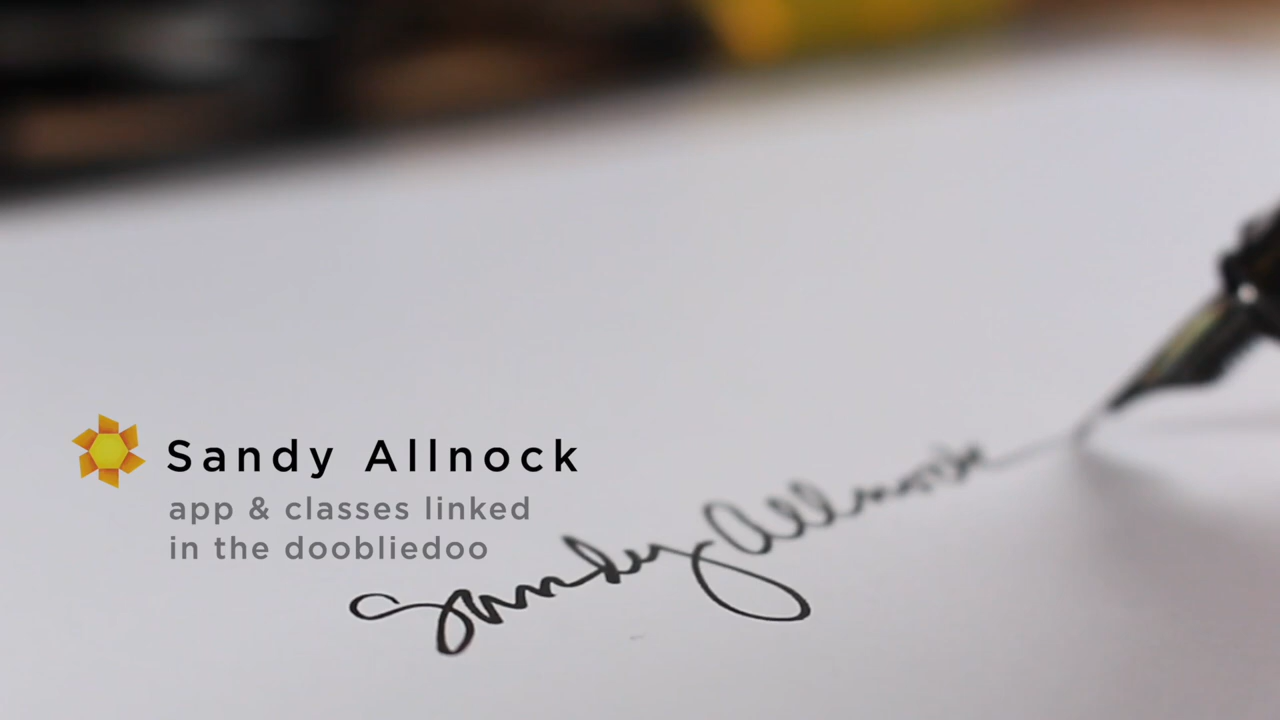 Sandy Allnock
app & classes linked
in the doobliedoo
Sandy Allnock